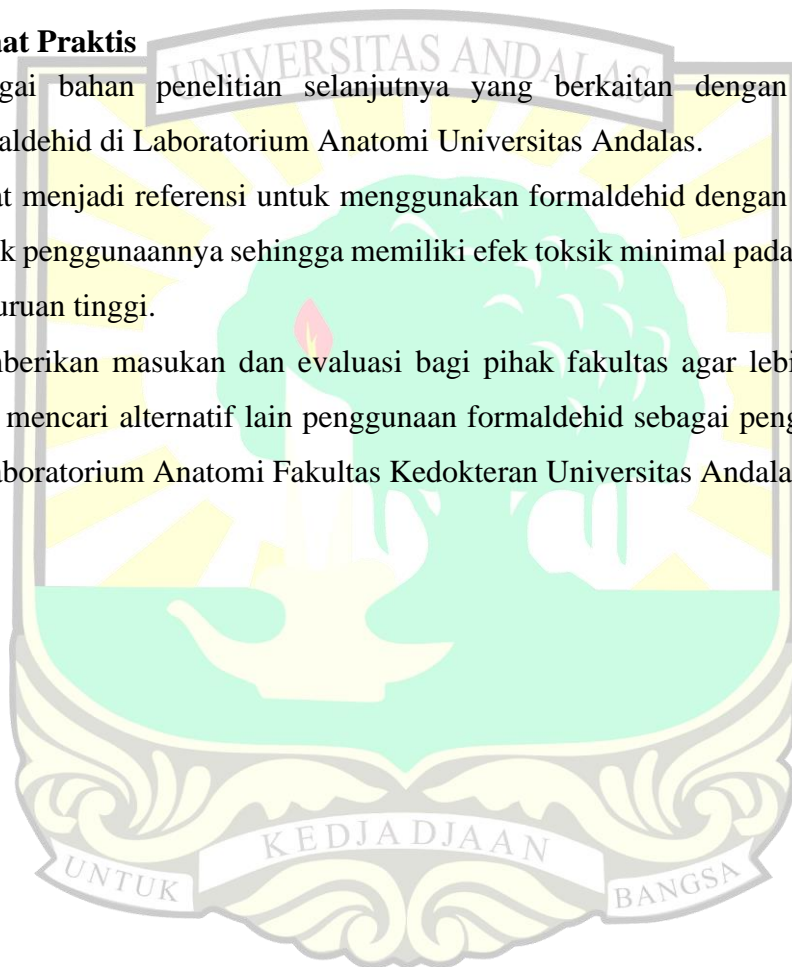 aat Praktis
UNIVERSITAS ANDALAS
gai bahan penelitian selanjutnya yang berkaitan dengan
aldehid di Laboratorium Anatomi Universitas Andalas.
at menjadi referensi untuk menggunakan formaldehid dengan
k penggunaannya sehingga memiliki efek toksik minimal pada
uruan tinggi.
berikan masukan dan evaluasi bagi pihak fakultas agar lebi
mencari alternatif lain penggunaan formaldehid sebagai peng
aboratorium Anatomi Fakultas Kedokteran Universitas Andala
UNTUK KEDJADJAAN BANGSA